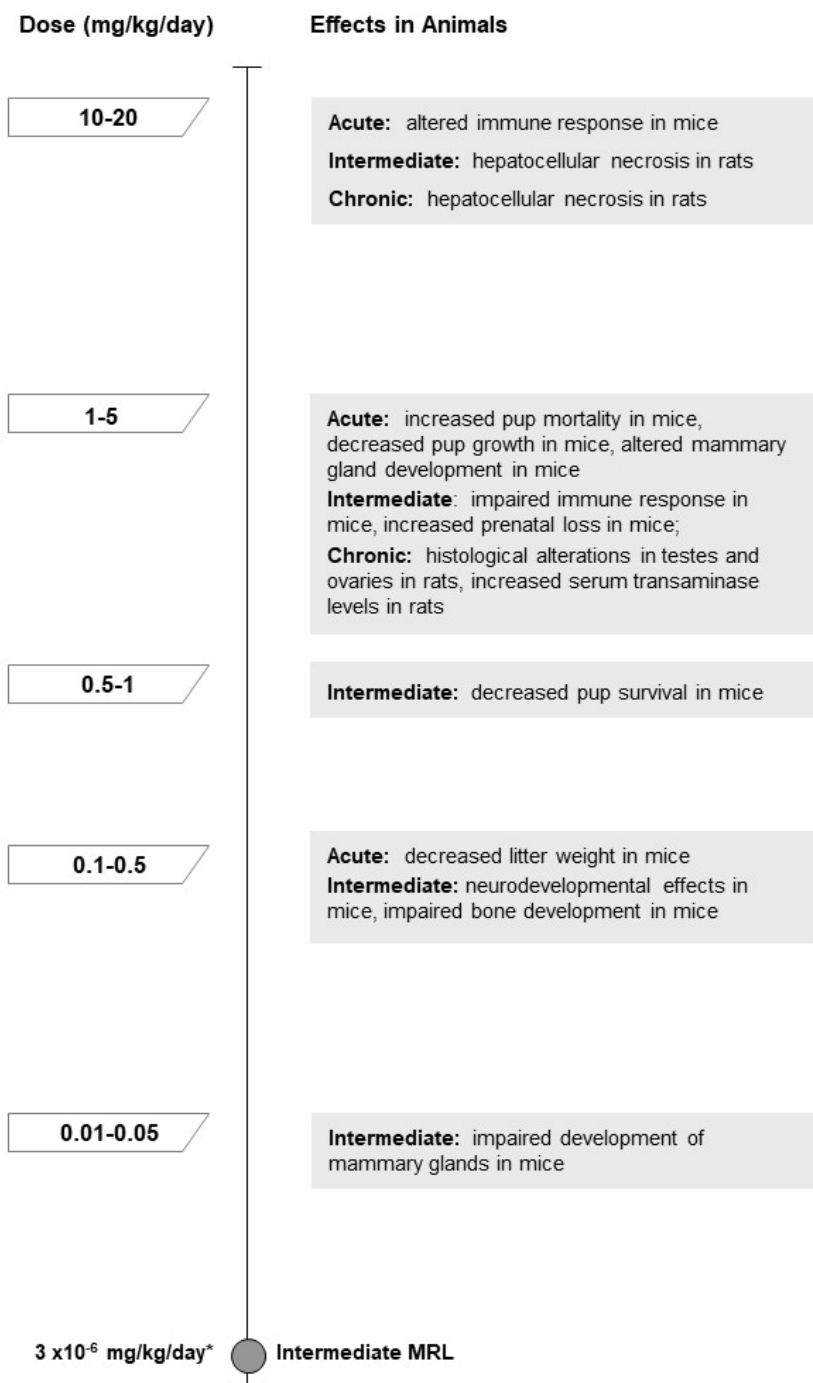 Dose (mg/kg/day) Effects in Animals
10-20
Acute: altered immune response in mice
Intermediate: hepatocellular necrosis in rats
Chronic: hepatocellular necrosis in rats
1-5
Acute: increased pup mortality in mice,
decreased pup growth in mice, altered mammary
gland development in mice
Intermediate: impaired immune response in
mice, increased prenatal loss in mice;
Chronic: histological alterations in testes and
ovaries in rats, increased serum transaminase
levels in rats
0.5-1
Intermediate: decreased pup survival in mice
0.1-0.5
Acute: decreased litter weight in mice
Intermediate: neurodevelopmental effects in
mice, impaired bone development in mice
0.01-0.05
Intermediate: impaired development of
mammary glands in mice
3 x10⁻⁶ mg/kg/day* Intermediate MRL